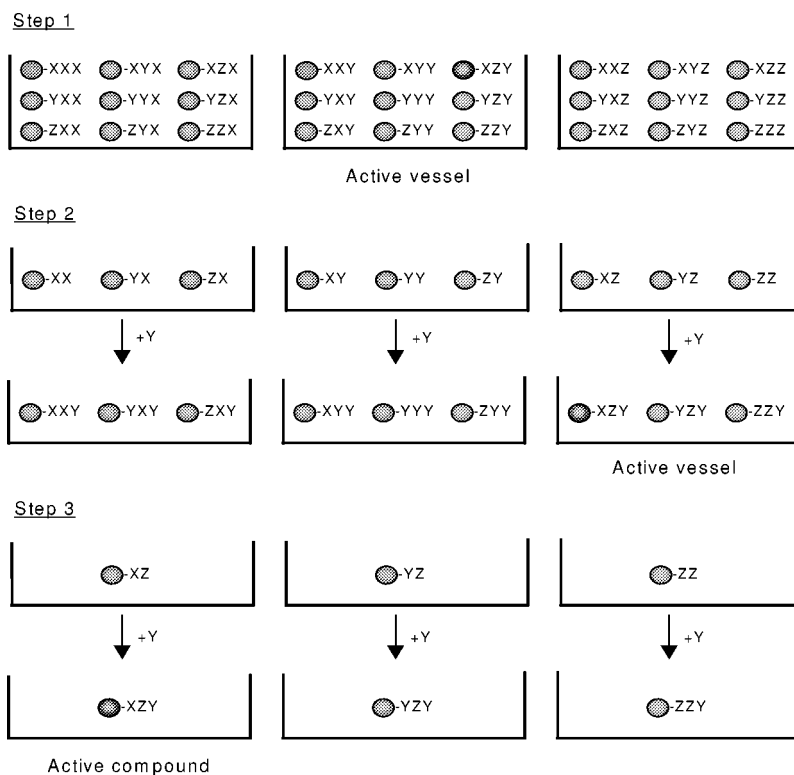 Step 1
-XXX -XYX -XZX -XXY -XYY -XZY -XXZ -XYZ -XZZ
-YXX -YYX -YZX -YXY -YYY -YZY -YXZ -YYZ -YZZ
-ZXX -ZYX -ZZX -ZXY -ZYY -ZZY -ZXZ -ZYZ -ZZZ
Active vessel
Step 2
-XX -YX -ZX -XY -YY -ZY -XZ -YZ -ZZ
+Y +Y +Y
-XXY -YXY -ZXY -XYY -YYY -ZYY -XZY -YZY -ZZY
Active vessel
Step 3
-XZ -YZ -ZZ
+Y +Y +Y
-XZY -YZY -ZZY
Active compound